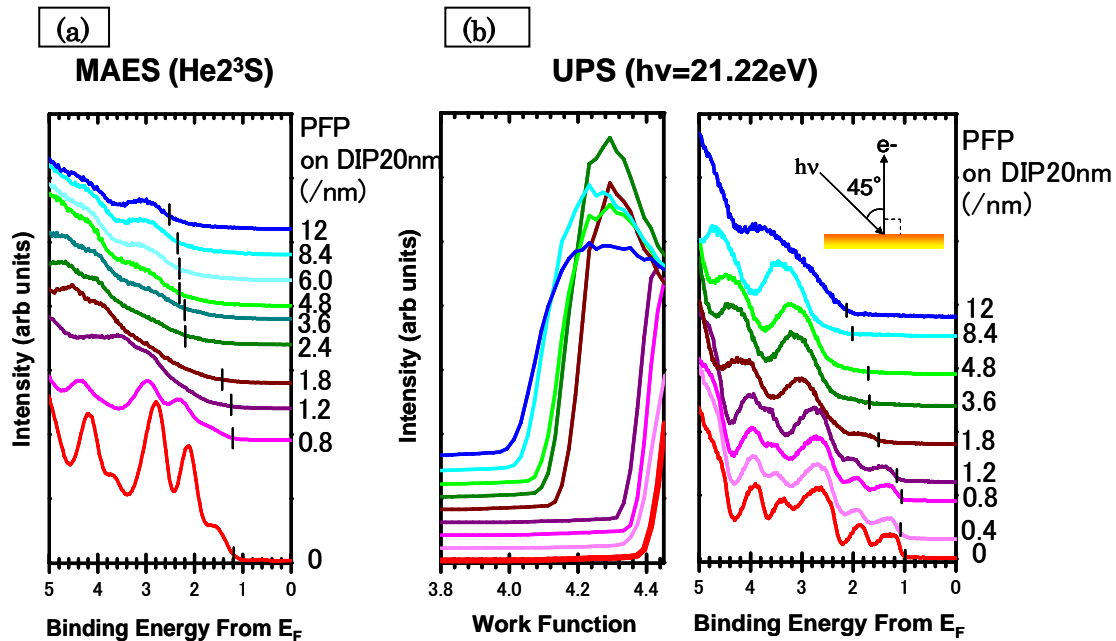 (a)
MAES (He2³S)
Intensity (arb units)
5 4 3 2 1 0
Binding Energy From E_F
PFP
on DIP20nm
(/nm)
12
8.4
6.0
4.8
3.6
2.4
1.8
1.2
0.8
0
(b)
UPS (hν=21.22eV)
Intensity (arb units)
3.8 4.0 4.2 4.4
Work Function
hν
45°
e-
5 4 3 2 1 0
Binding Energy From E_F
PFP
on DIP20nm
(/nm)
12
8.4
4.8
3.6
1.8
1.2
0.8
0.4
0